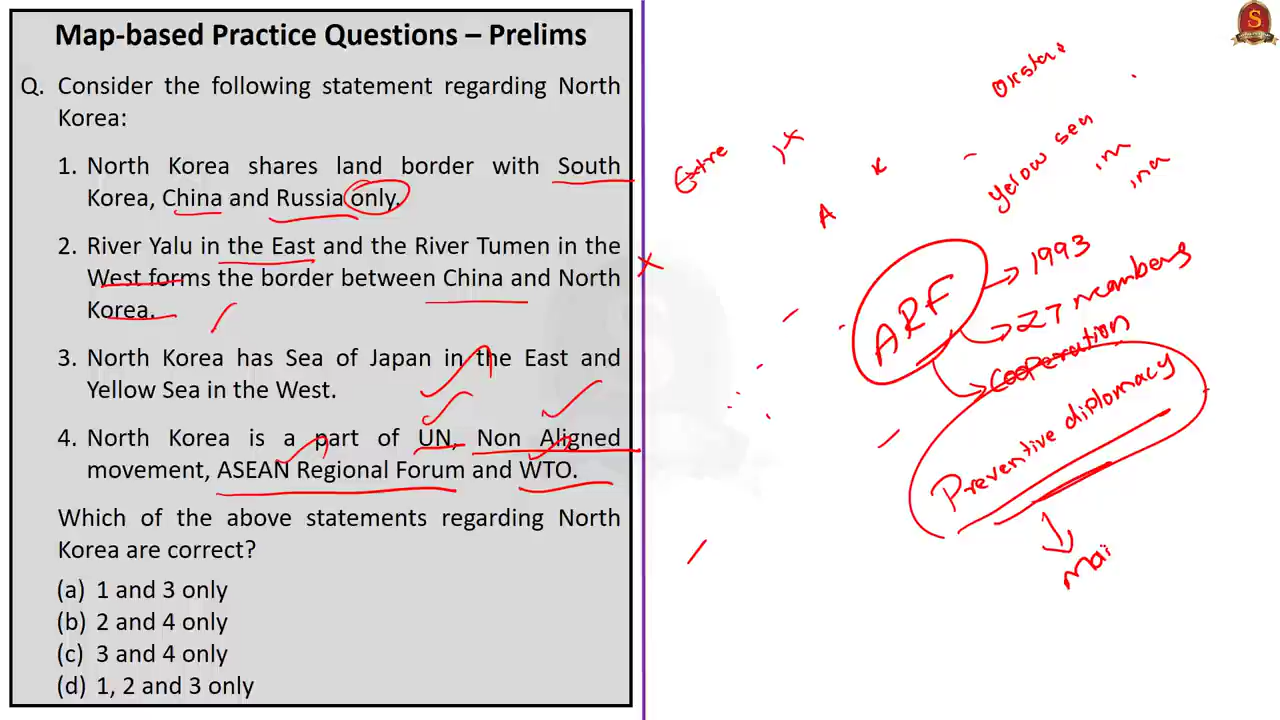 Map-based Practice Questions – Prelims
Q. Consider the following statement regarding North
Korea:
1. North Korea shares land border with South
Korea, China and Russia only.
2. River Yalu in the East and the River Tumen in the
West forms the border between China and North
Korea.
3. North Korea has Sea of Japan in the East and
Yellow Sea in the West.
4. North Korea is a part of UN, Non Aligned
movement, ASEAN Regional Forum and WTO.
Which of the above statements regarding North
Korea are correct?
(a) 1 and 3 only
(b) 2 and 4 only
(c) 3 and 4 only
(d) 1, 2 and 3 only
Yellow sea
A
K
ARF
1993
27 members
Cooperation
Preventive diplomacy
S